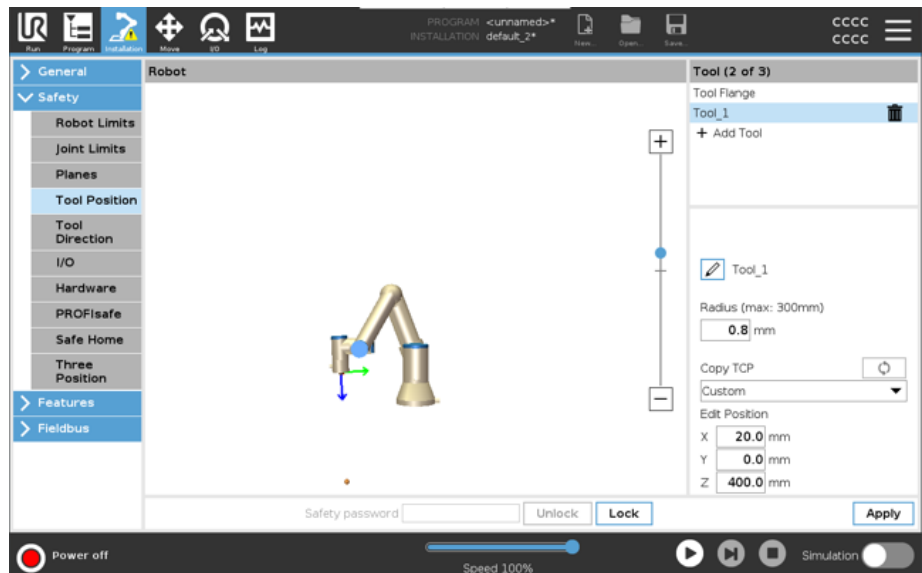 UR
PROGRAM <unnamed>*
INSTALLATION default_2*
Run
Program
Installation
Move
I/O
Log
New...
Open...
Save...
cccc
cccc
General
Safety
Robot Limits
Joint Limits
Planes
Tool Position
Tool
Direction
I/O
Hardware
PROFIsafe
Safe Home
Three
Position
Features
Fieldbus
Robot
Tool (2 of 3)
Tool Flange
Tool_1
+ Add Tool
Tool_1
Radius (max: 300mm)
0.8 mm
Copy TCP
Custom
Edit Position
X 20.0 mm
Y 0.0 mm
Z 400.0 mm
Safety password
Unlock
Lock
Apply
Power off
Speed 100%
Simulation